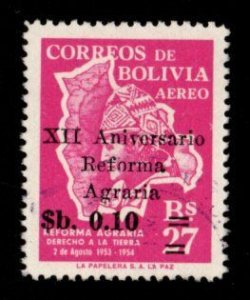 CORREOS DE
BOLIVIA
AEREO
XII Aniversario
Reforma
Agraria
$b. 0.10 =
Bs
27
REFORMA AGRARIA
DERECHO A LA TIERRA
2 de Agosto 1953 - 1954
LA PAPELERA S. A. LA PAZ